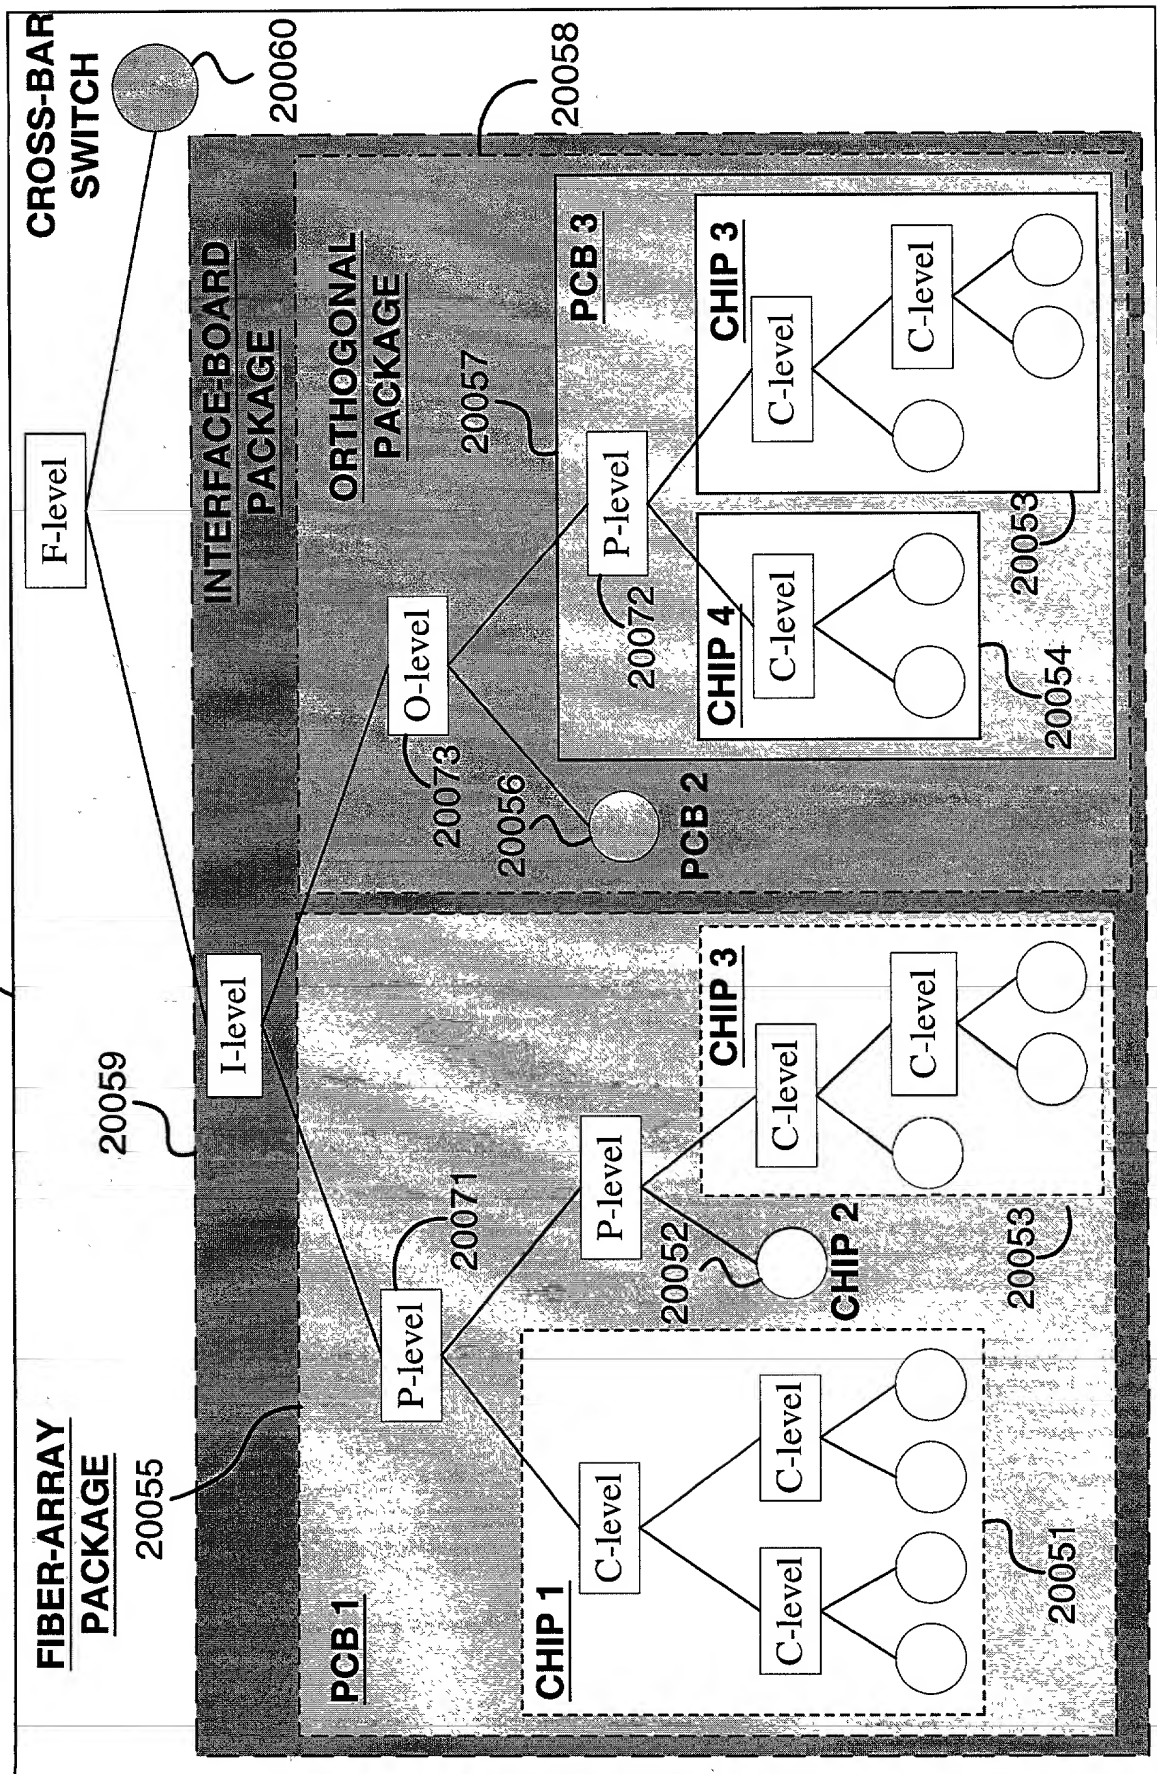 FIBER-ARRAY
PACKAGE
20055
20059
F-level
CROSS-BAR
SWITCH
20060
I-level
INTERFACE-BOARD
PACKAGE
PCB 1
P-level
20071
ORTHOGONAL
PACKAGE
20058
O-level
20073
CHIP 1
C-level
C-level
C-level
20051
P-level
20052
CHIP 2
CHIP 3
C-level
C-level
20053
20056
PCB 2
20057
PCB 3
P-level
20072
CHIP 4
C-level
20054
CHIP 3
C-level
C-level
20053